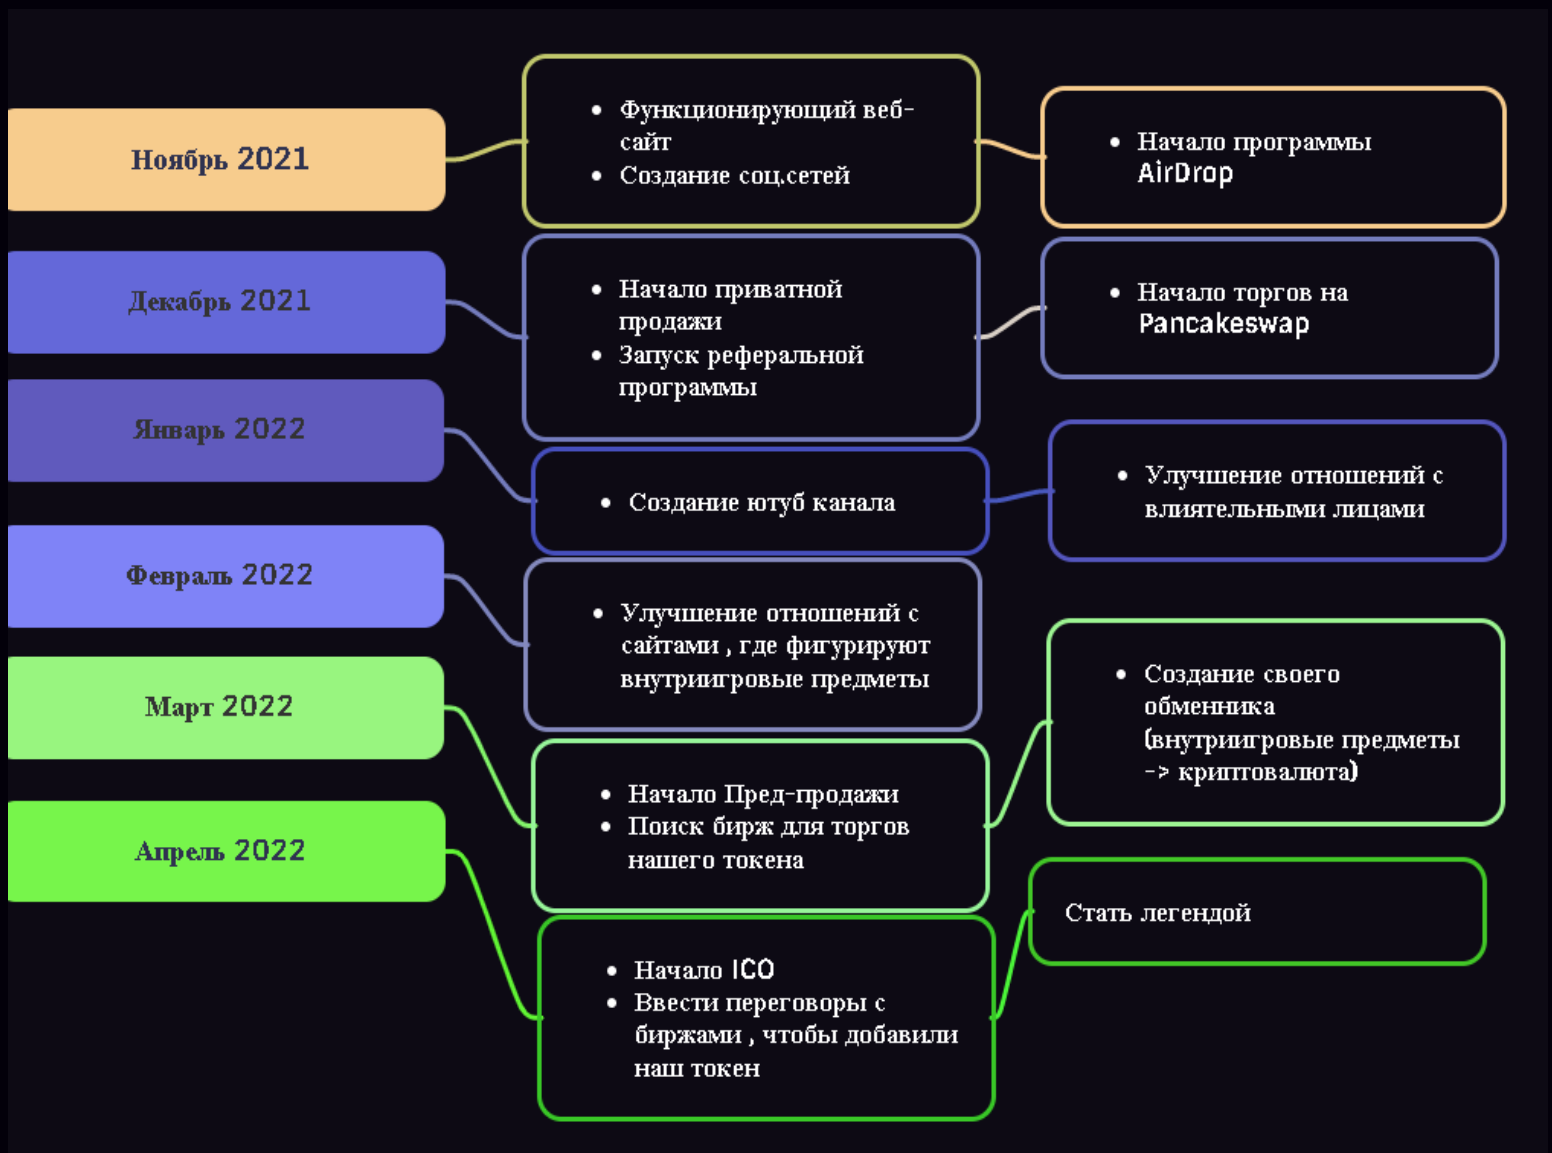 Ноябрь 2021
• Функционирующий веб-
сайт
• Создание соц.сетей
• Начало программы
AirDrop
Декабрь 2021
• Начало приватной
продажи
• Запуск реферальной
программы
• Начало торгов на
Pancakeswap
Январь 2022
• Создание ютуб канала
• Улучшение отношений с
влиятельными лицами
Февраль 2022
• Улучшение отношений с
сайтами , где фигурируют
внутриигровые предметы
Март 2022
• Начало Пред-продажи
• Поиск бирж для торгов
нашего токена
• Создание своего
обменника
(внутриигровые предметы
-> криптовалюта)
Апрель 2022
• Начало ICO
• Ввести переговоры с
биржами , чтобы добавили
наш токен
Стать легендой